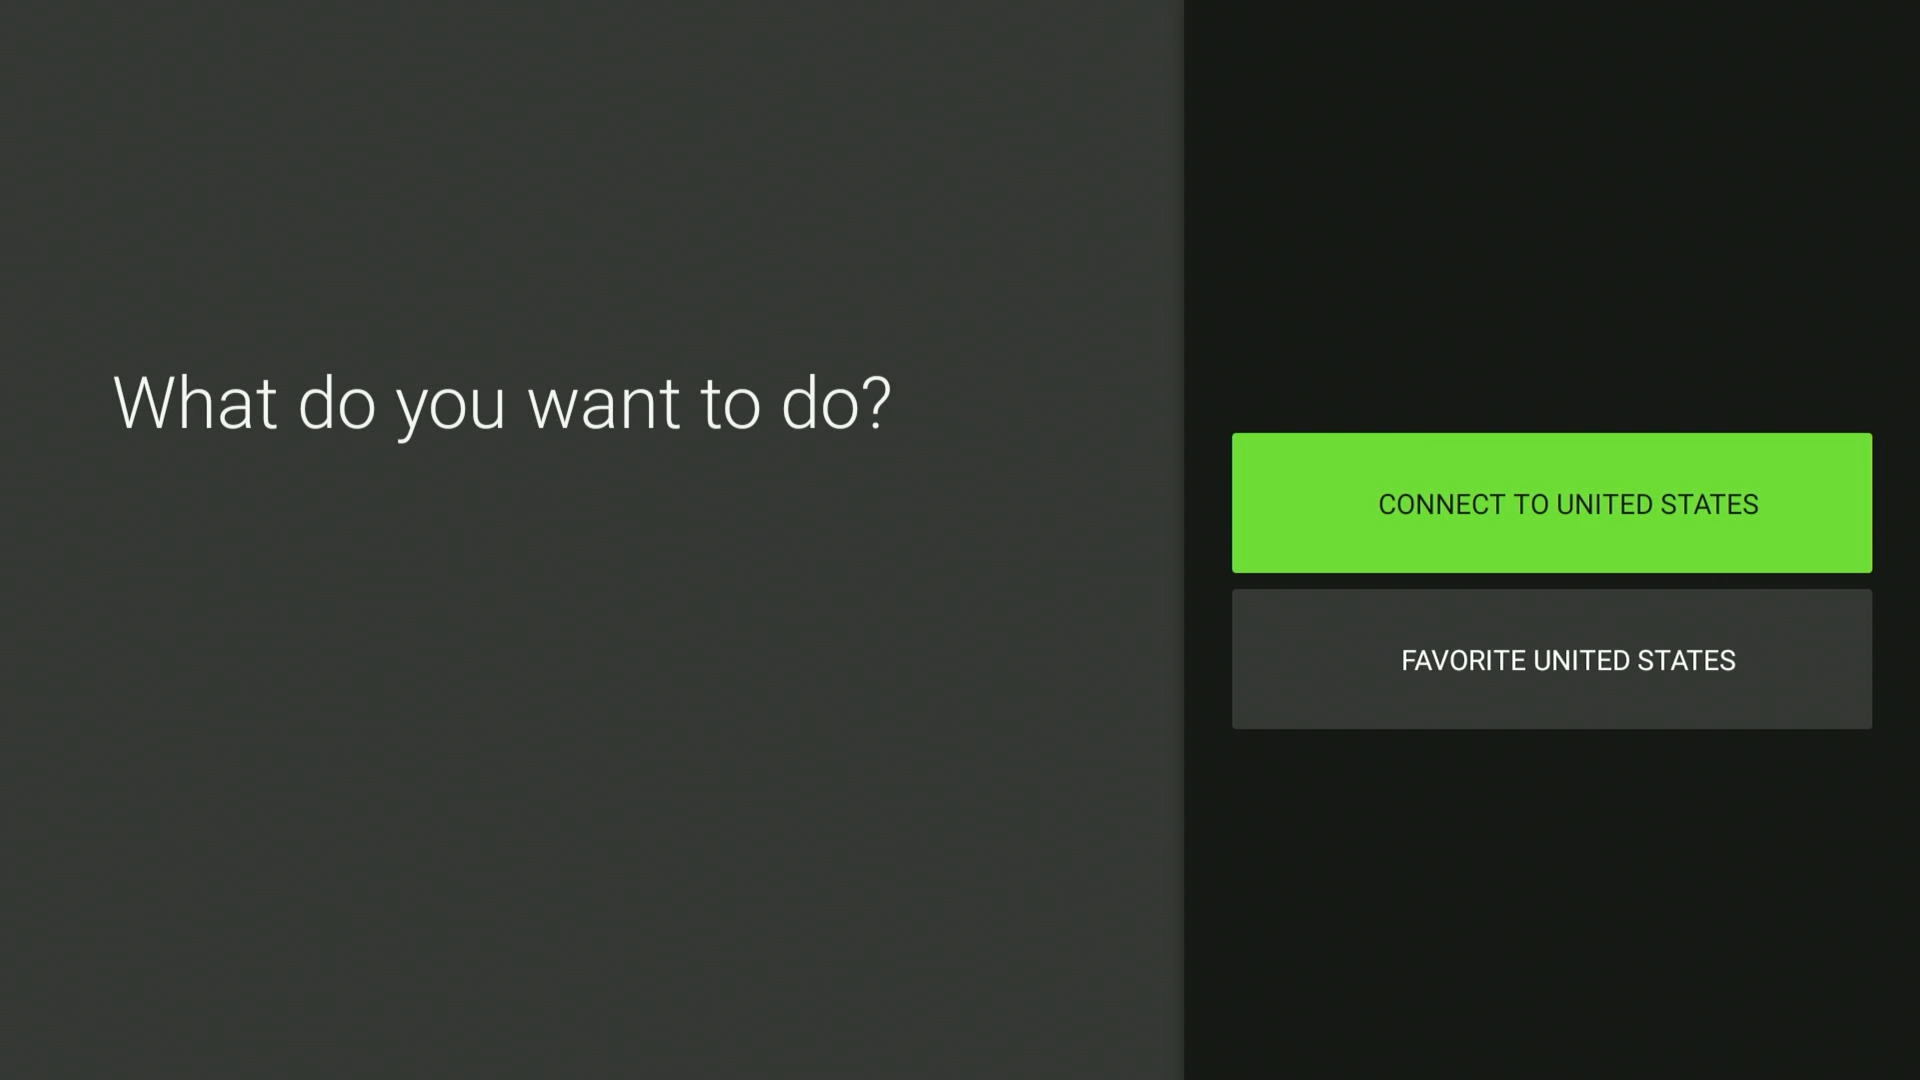 What do you want to do?
CONNECT TO UNITED STATES
FAVORITE UNITED STATES